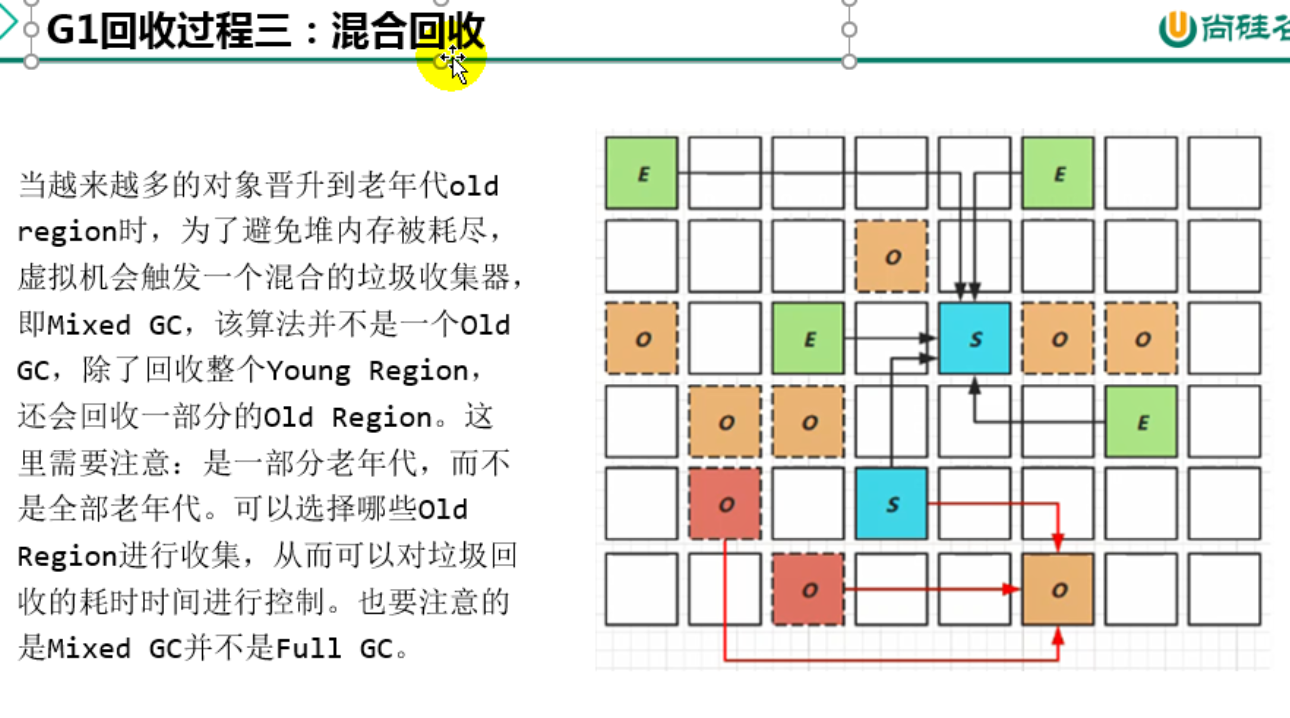 G1回收过程三：混合回收
尚硅谷
当越来越多的对象晋升到老年代old
region时，为了避免堆内存被耗尽，
虚拟机会触发一个混合的垃圾收集器，
即Mixed GC，该算法并不是一个Old
GC，除了回收整个Young Region，
还会回收一部分的Old Region。这
里需要注意：是一部分老年代，而不
是全部老年代。可以选择哪些Old
Region进行收集，从而可以对垃圾回
收的耗时时间进行控制。也要注意的
是Mixed GC并不是Full GC。
E E
O
O E S O O
O O E
O S
O O